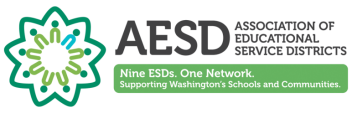 AESD
ASSOCIATION OF
EDUCATIONAL
SERVICE DISTRICTS
Nine ESDs. One Network.
Supporting Washington's Schools and Communities.